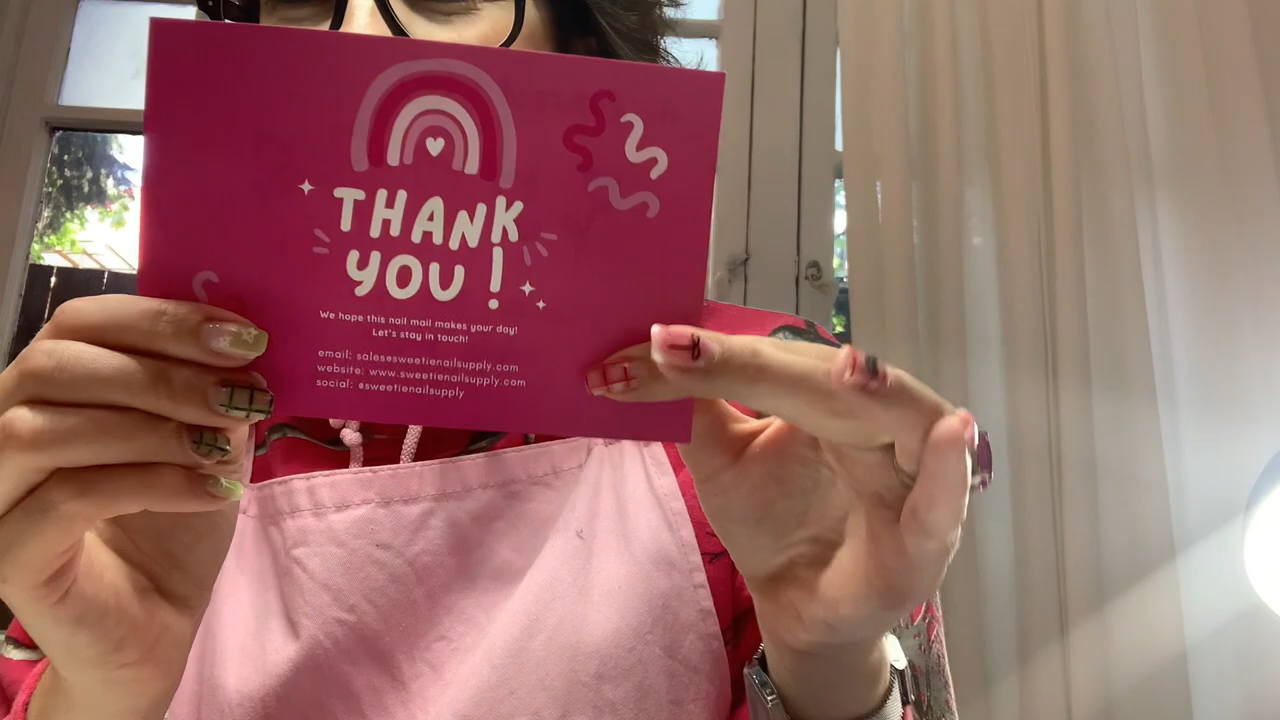 THANK
YOU!
We hope this nail mail makes your day!
Let's stay in touch!
email: sales@sweetienailsupply.com
website: www.sweetienailsupply.com
social: @sweetienailsupply